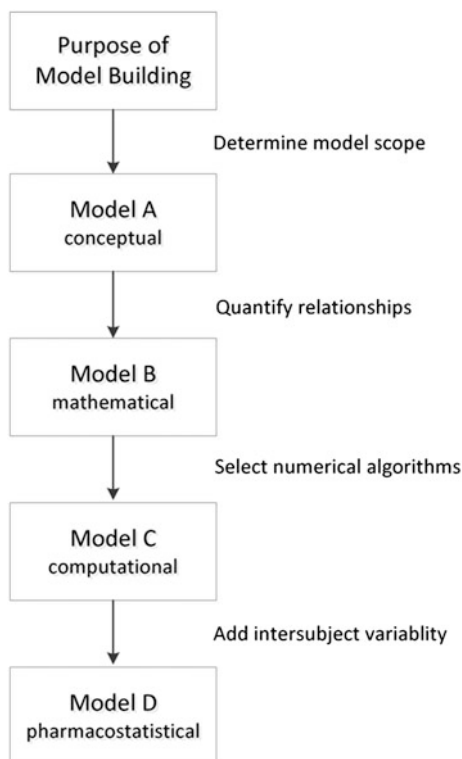 Purpose of
Model Building
Determine model scope
Model A
conceptual
Quantify relationships
Model B
mathematical
Select numerical algorithms
Model C
computational
Add intersubject variablity
Model D
pharmacostatistical